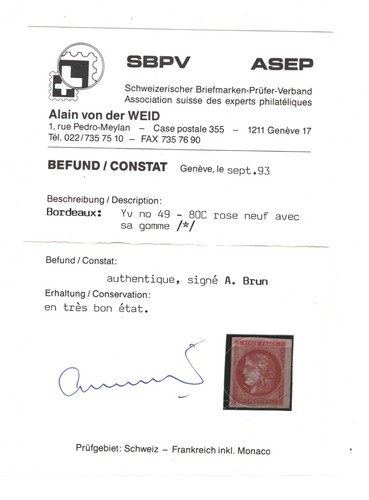 SBPV ASEP
Schweizerischer Briefmarken-Prüfer-Verband
Association suisse des experts philatéliques
Alain von der WEID
1, rue Pedro-Meylan – Case postale 355 – 1211 Genève 17
Tél. 022/735 75 10 – FAX 735 76 90
BEFUND / CONSTAT Genève, le sept.93
Beschreibung / Description:
Bordeaux: Yv no 49 - 80C rose neuf avec
sa gomme /*/
Befund / Constat:
authentique, signé A. Brun
Erhaltung / Conservation:
en très bon état.
Prüfgebiet: Schweiz – Frankreich inkl. Monaco